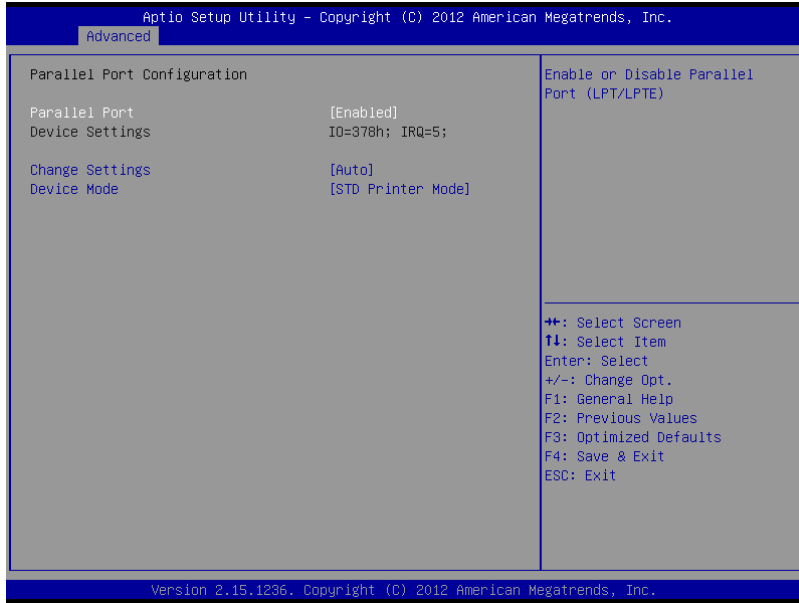 Aptio Setup Utility – Copyright (C) 2012 American Megatrends, Inc.
Advanced
Parallel Port Configuration
Parallel Port [Enabled]
Device Settings IO=378h; IRQ=5;
Change Settings [Auto]
Device Mode [STD Printer Mode]
Enable or Disable Parallel
Port (LPT/LPTE)
→←: Select Screen
↑↓: Select Item
Enter: Select
+/-: Change Opt.
F1: General Help
F2: Previous Values
F3: Optimized Defaults
F4: Save & Exit
ESC: Exit
Version 2.15.1236. Copyright (C) 2012 American Megatrends, Inc.